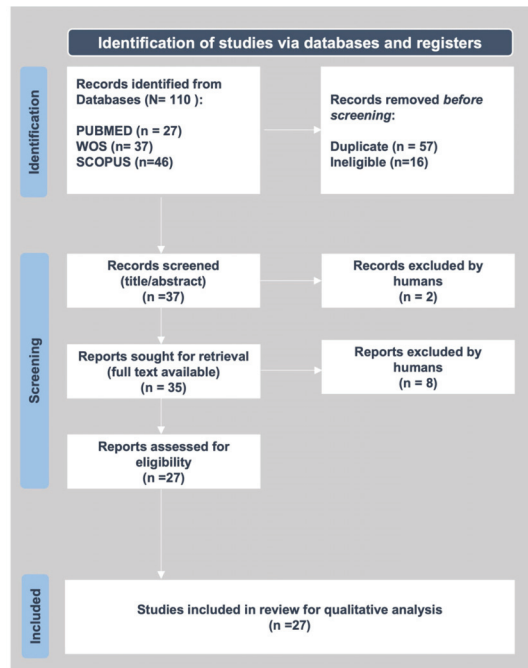 Identification of studies via databases and registers
Identification
Records identified from
Databases (N= 110 ):
PUBMED (n = 27)
WOS (n= 37)
SCOPUS (n=46)
Records removed before
screening:
Duplicate (n = 57)
Ineligible (n=16)
Screening
Records screened
(title/abstract)
(n =37)
Records excluded by
humans
(n = 2)
Reports sought for retrieval
(full text available)
(n = 35)
Reports excluded by
humans
(n = 8)
Reports assessed for
eligibility
(n =27)
Included
Studies included in review for qualitative analysis
(n =27)